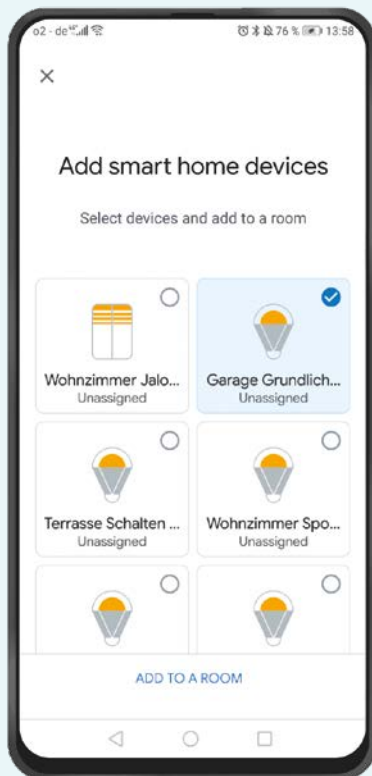 o2 - de 76 % 13:58
Add smart home devices
Select devices and add to a room
Wohnzimmer Jalo...
Unassigned
Garage Grundlich...
Unassigned
Terrasse Schalten ...
Unassigned
Wohnzimmer Spo...
Unassigned
ADD TO A ROOM